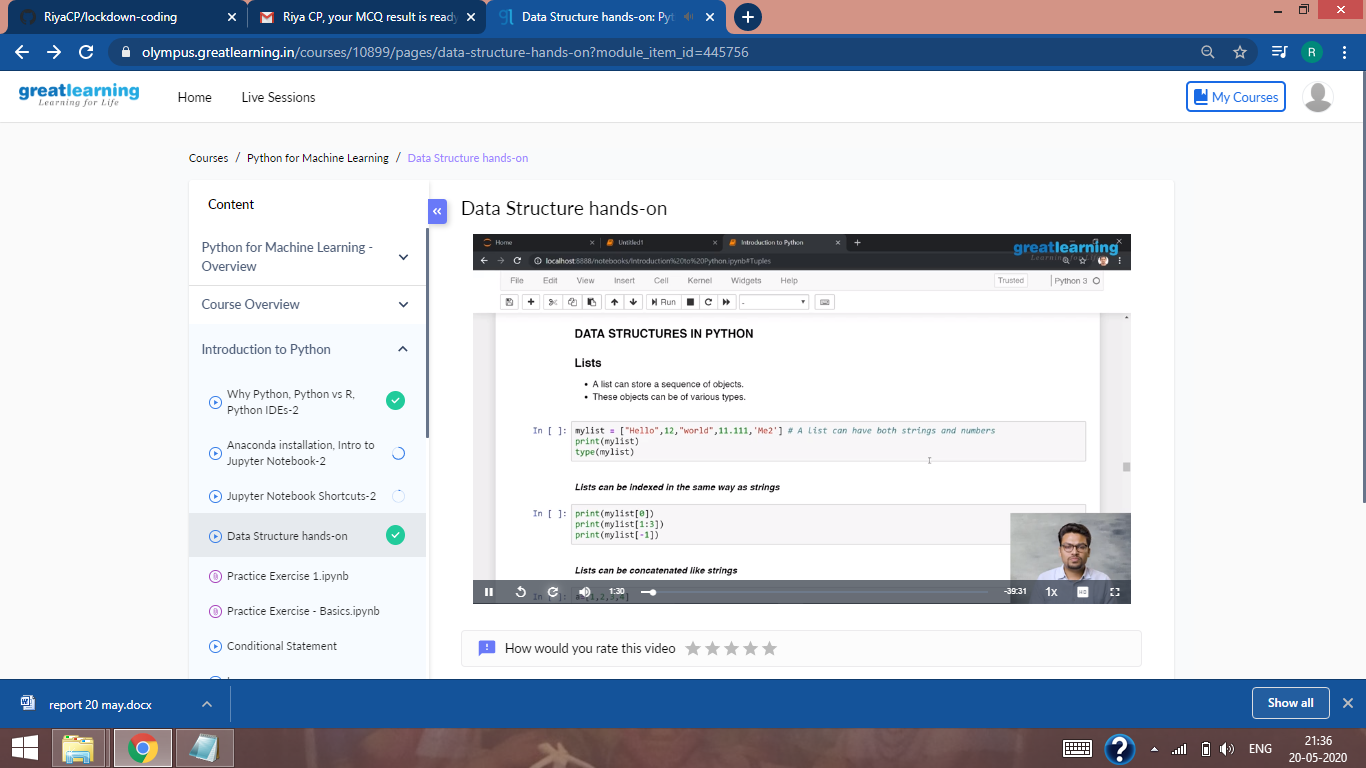 RiyaCP/lockdown-coding
Riya CP, your MCQ result is ready
Data Structure hands-on: Pyt
olympus.greatlearning.in/courses/10899/pages/data-structure-hands-on?module_item_id=445756
R
greatlearning
Learning for Life
Home
Live Sessions
My Courses
Courses / Python for Machine Learning / Data Structure hands-on
Content
Python for Machine Learning -
Overview
Course Overview
Introduction to Python
Why Python, Python vs R,
Python IDEs-2
Anaconda installation, Intro to
Jupyter Notebook-2
Jupyter Notebook Shortcuts-2
Data Structure hands-on
Practice Exercise 1.ipynb
Practice Exercise - Basics.ipynb
Conditional Statement
Data Structure hands-on
Home
Untitled1
Introduction to Python
greatlearning
localhost:8888/notebooks/Introduction%20to%20Python.ipynb#Tuples
File Edit View Insert Cell Kernel Widgets Help
Trusted
Python 3
Run
DATA STRUCTURES IN PYTHON
Lists
• A list can store a sequence of objects.
• These objects can be of various types.
In [ ]: mylist = ["Hello",12,"world",11.111,'Me2'] # A list can have both strings and numbers
print(mylist)
type(mylist)
Lists can be indexed in the same way as strings
In [ ]: print(mylist[0])
print(mylist[1:3])
print(mylist[-1])
Lists can be concatenated like strings
1:30
-39:31
1x
How would you rate this video
report 20 may.docx
Show all
ENG
21:36
20-05-2020